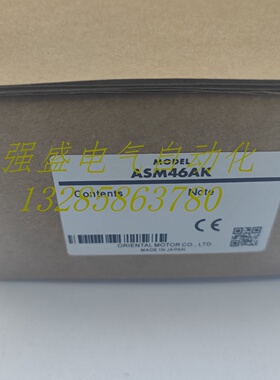 MODEL
ASM46AK
强盛电气自动化
Contents
Note
13285863780
CE
ORIENTAL MOTOR CO., LTD.
MADE IN JAPAN